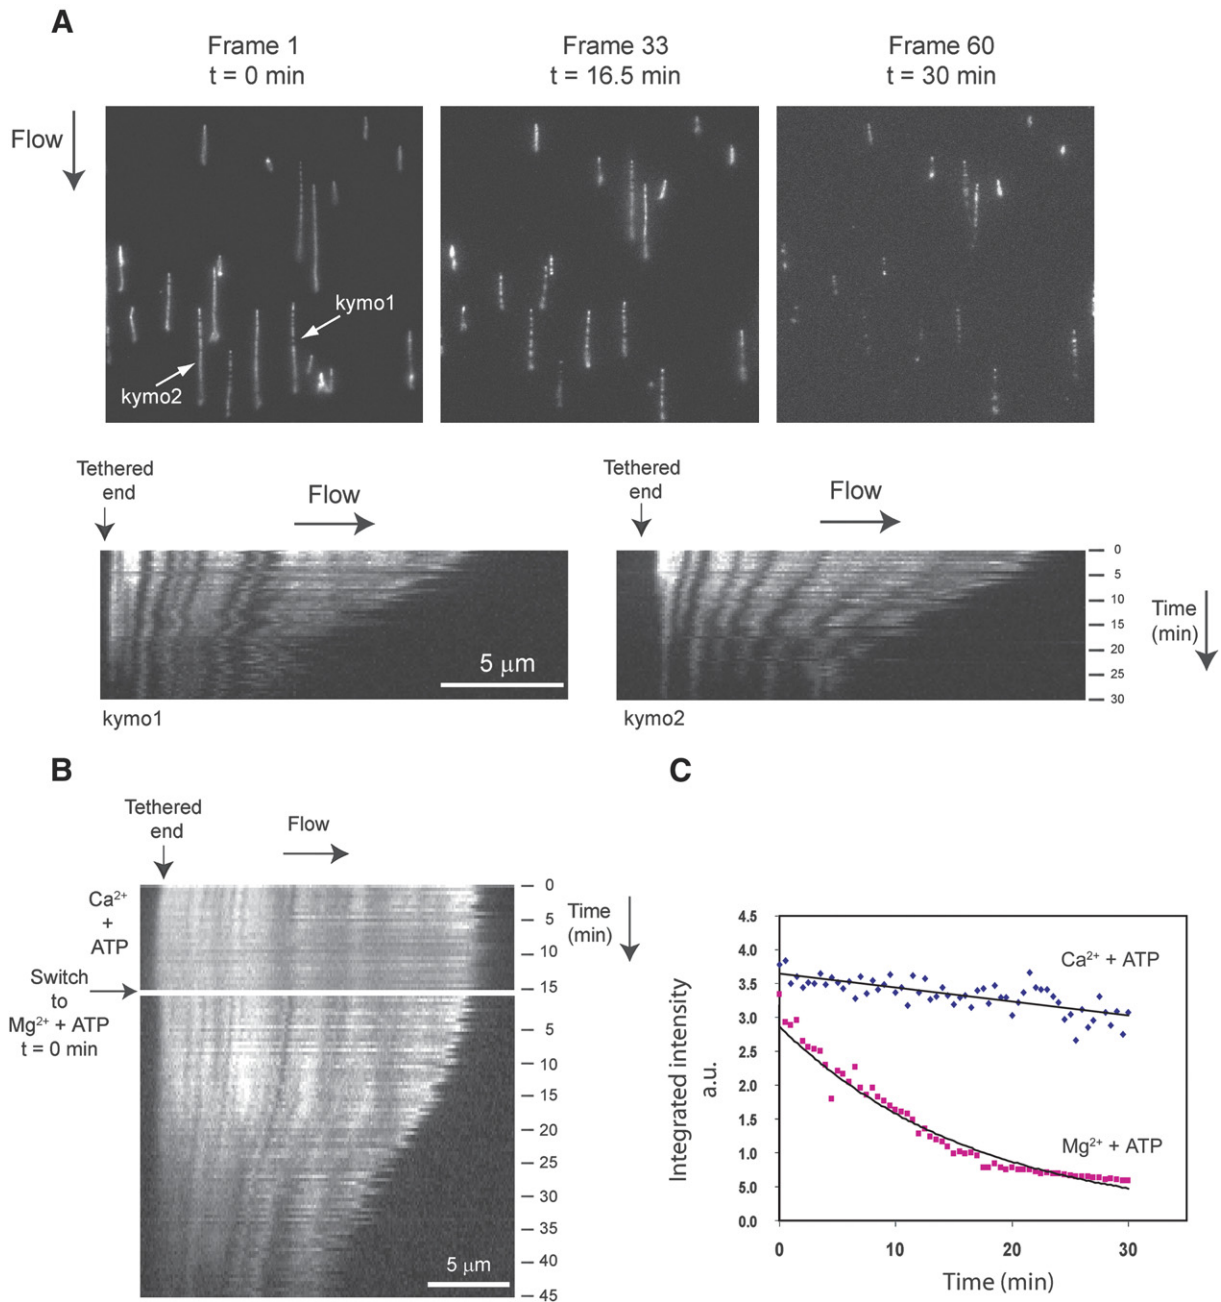 A
Frame 1
t = 0 min
Frame 33
t = 16.5 min
Frame 60
t = 30 min
Flow
kymo1
kymo2
Tethered
end
Flow
Tethered
end
Flow
0
5
10
15
20
25
30
Time
(min)
5 μm
kymo1
kymo2
B
Tethered
end
Flow
Ca²⁺
+
ATP
Switch
to
Mg²⁺ + ATP
t = 0 min
0
5
10
15
5
10
15
20
25
30
35
40
45
Time
(min)
5 μm
C
Integrated intensity
a.u.
4.5
4.0
3.5
3.0
2.5
2.0
1.5
1.0
5.0
0.0
Ca²⁺ + ATP
Mg²⁺ + ATP
0
10
20
30
Time (min)